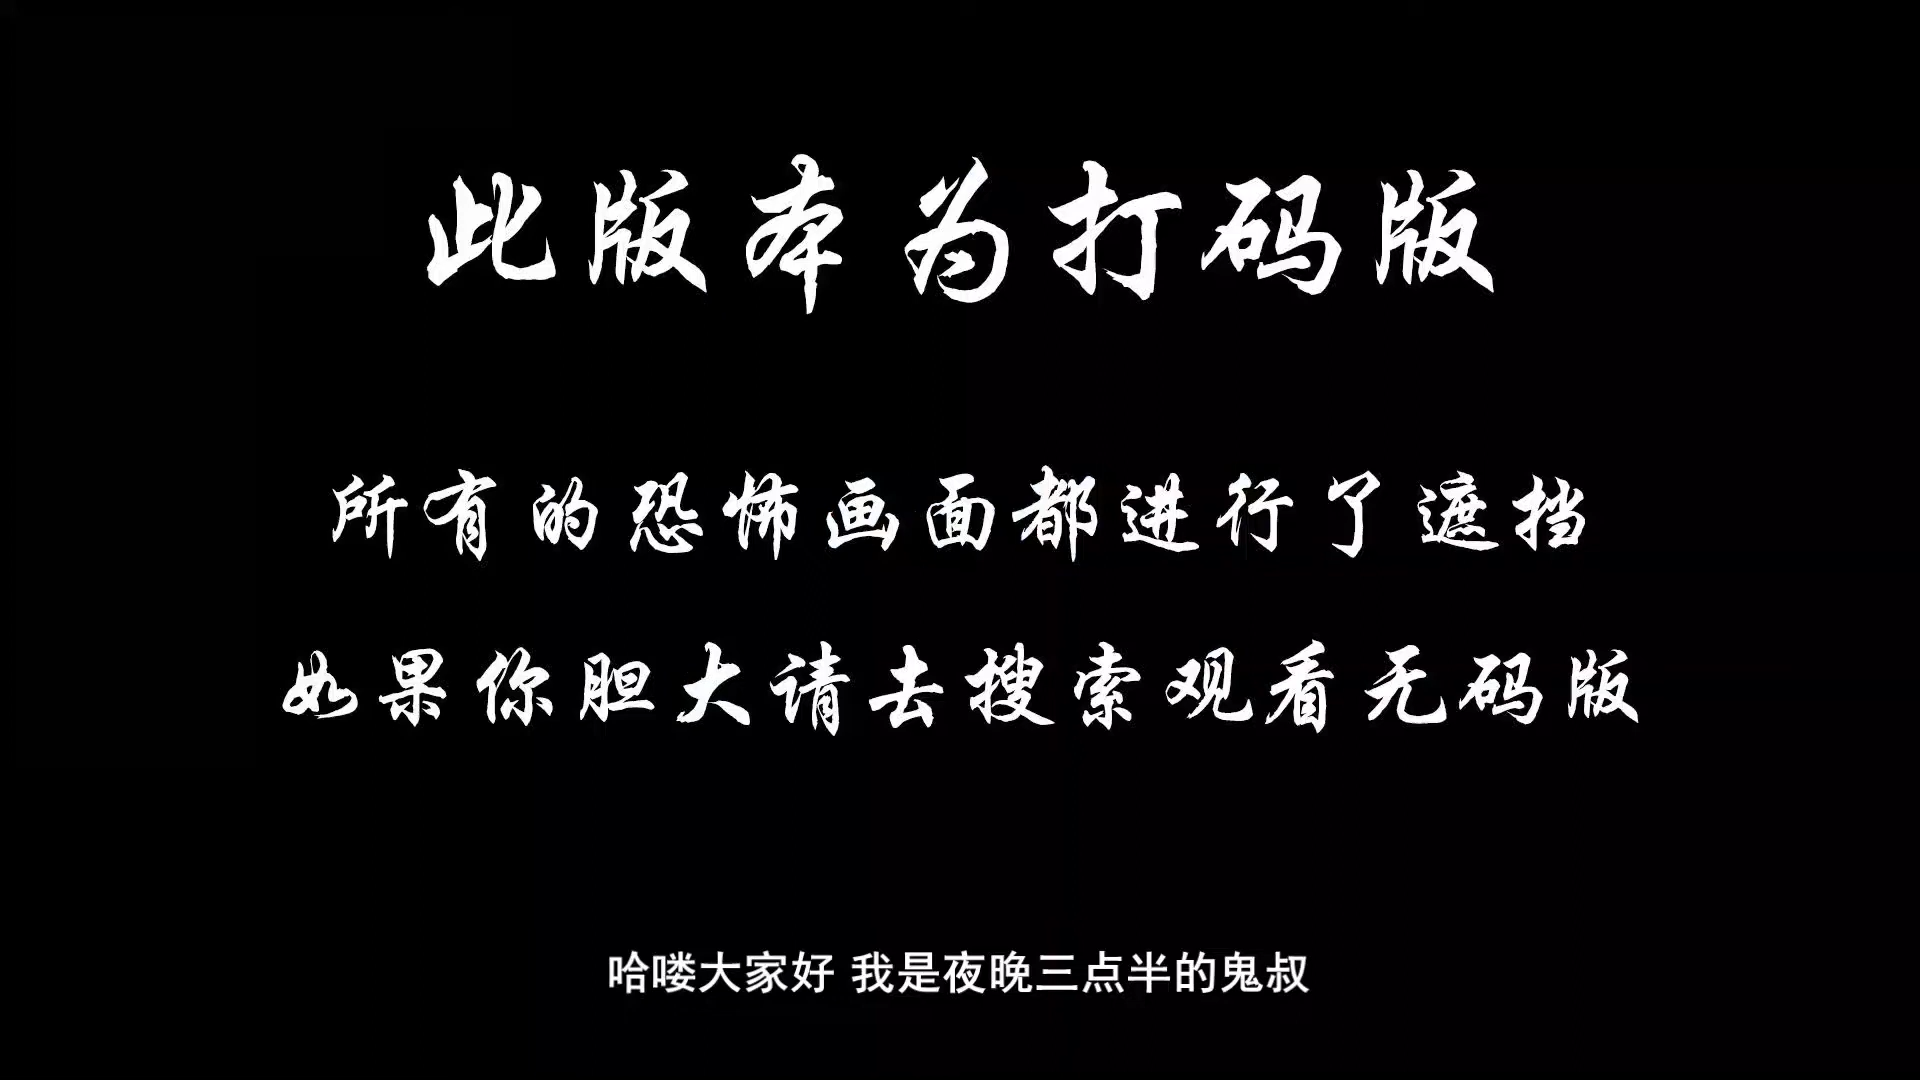 此版本为打码版
所有的恐怖画面都进行了遮挡
如果你胆大请去搜索观看无码版
哈喽大家好 我是夜晚三点半的鬼叔